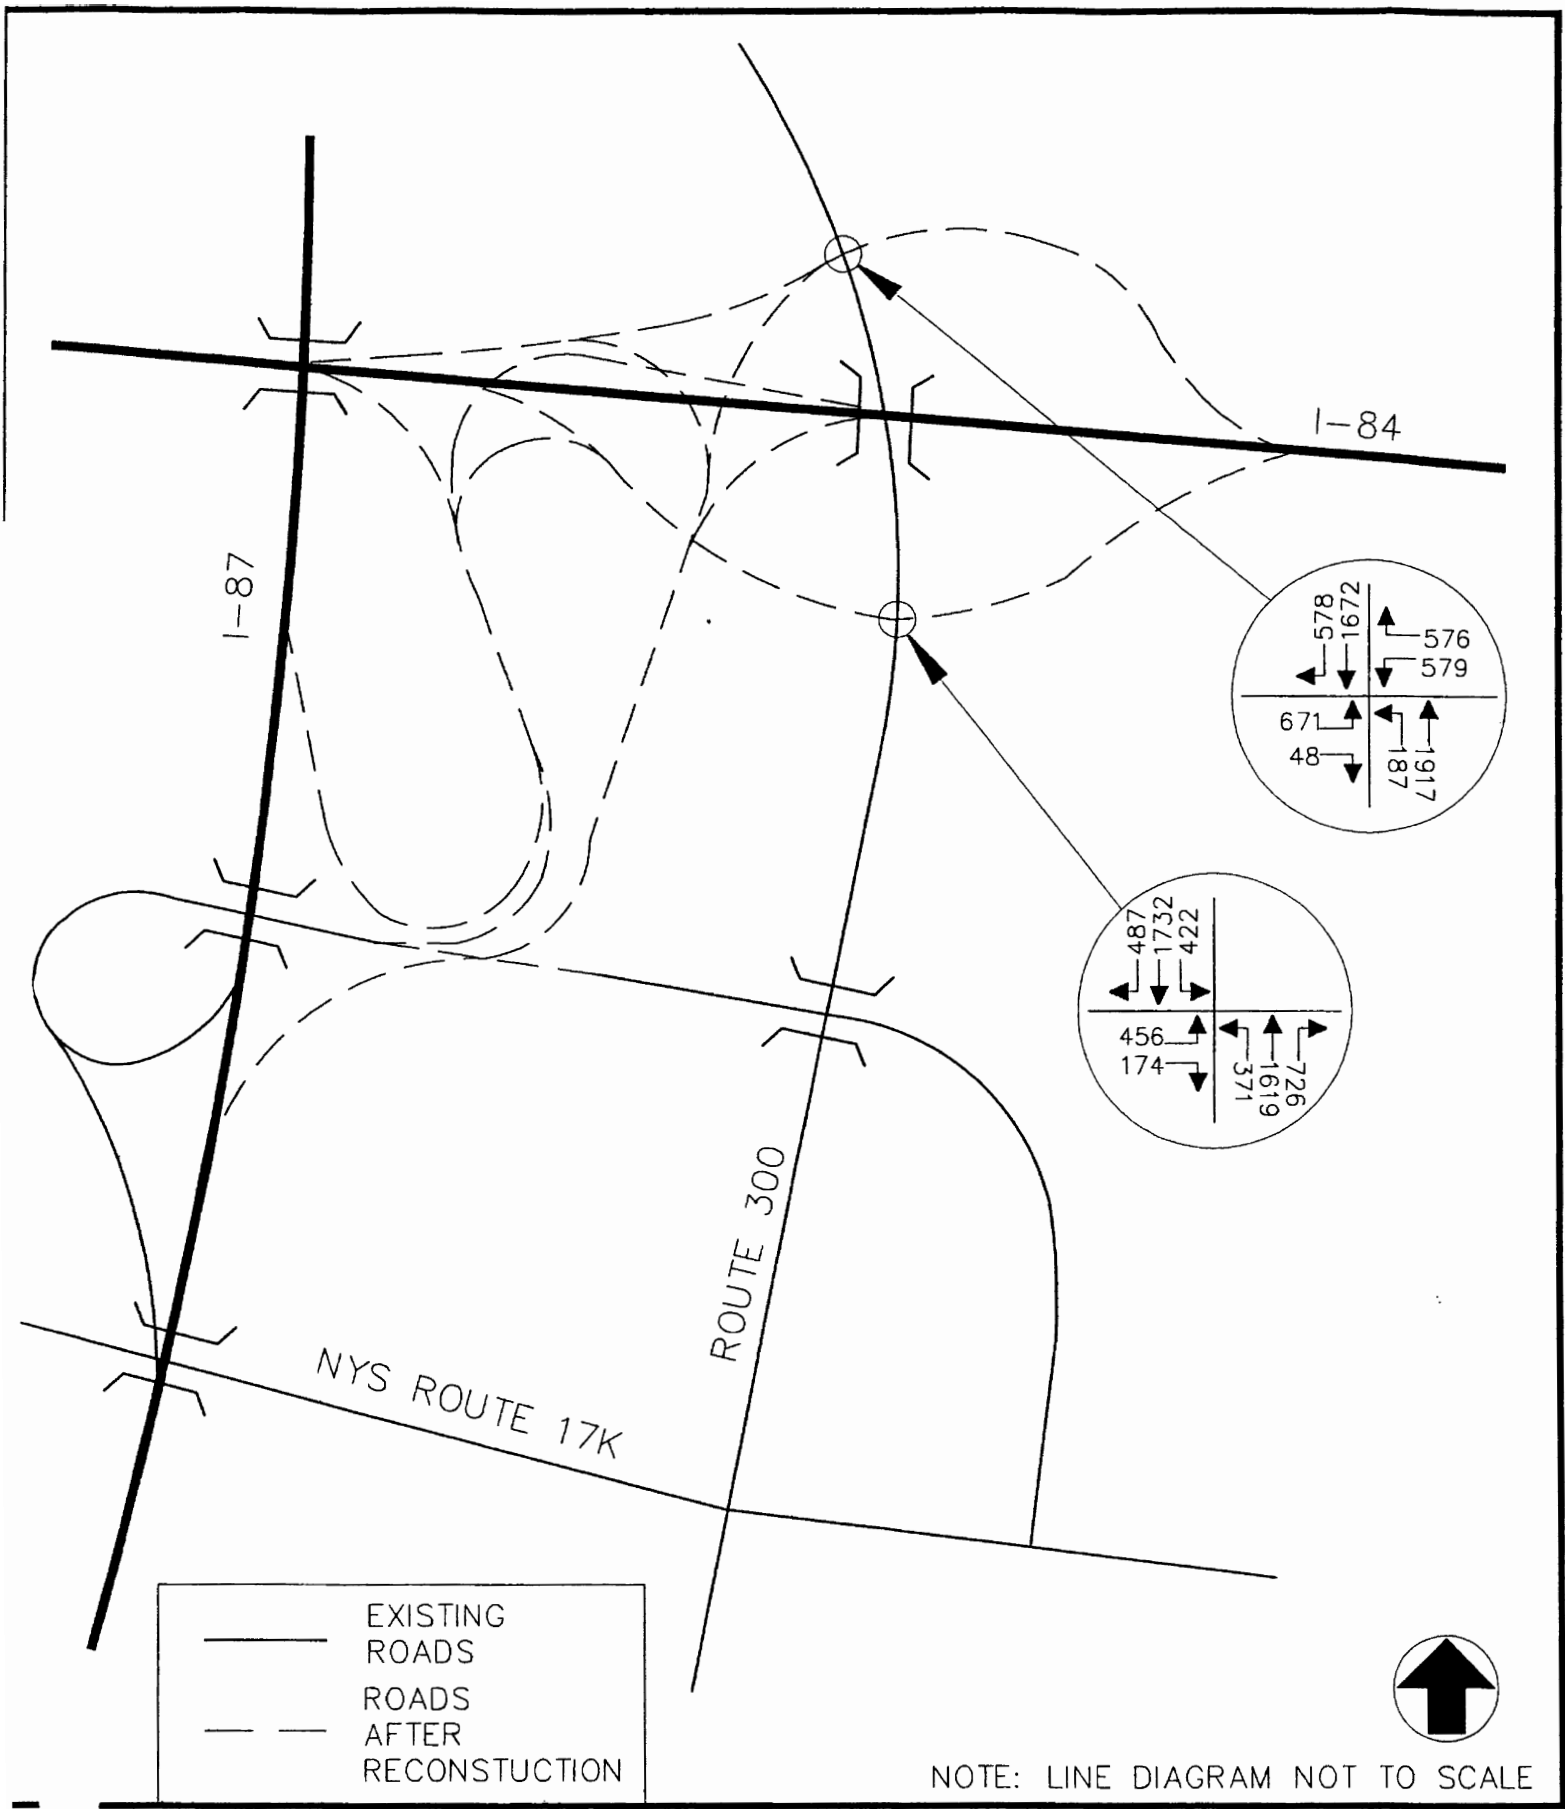 I-84
I-87
578
1672
576
579
671
48
187
1917
487
1732
422
456
174
371
1619
726
ROUTE 300
NYS ROUTE 17K
EXISTING
ROADS
ROADS
AFTER
RECONSTUCTION
NOTE: LINE DIAGRAM NOT TO SCALE